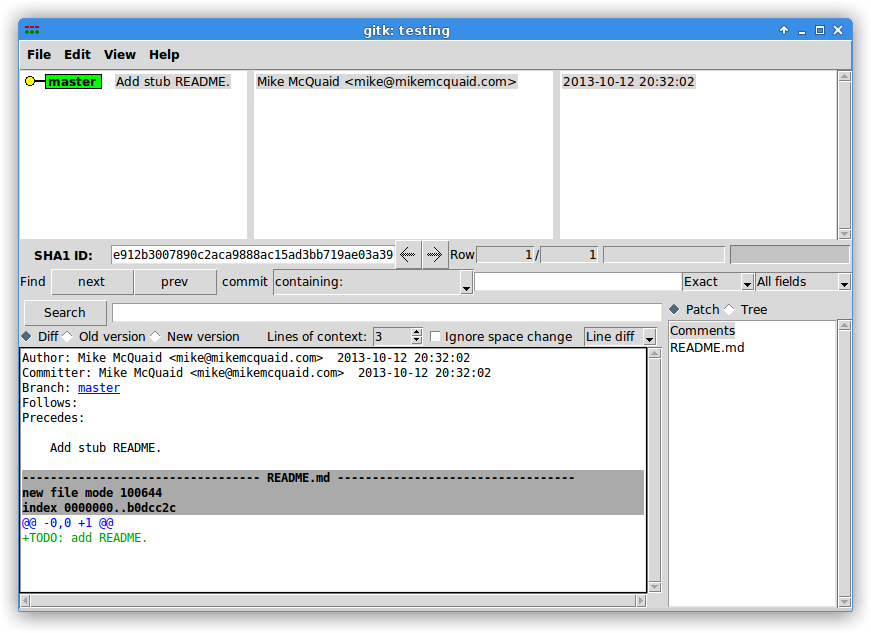 gitk: testing
File Edit View Help
master Add stub README. Mike McQuaid <mike@mikemcquaid.com> 2013-10-12 20:32:02
SHA1 ID: e912b3007890c2aca9888ac15ad3bb719ae03a39 Row 1 / 1
Find next prev commit containing: Exact All fields
Search
Patch Tree
Diff Old version New version Lines of context: 3 Ignore space change Line diff
Comments
README.md
Author: Mike McQuaid <mike@mikemcquaid.com>  2013-10-12 20:32:02
Committer: Mike McQuaid <mike@mikemcquaid.com>  2013-10-12 20:32:02
Branch: master
Follows:
Precedes:
Add stub README.
---------------------------------- README.md ----------------------------------
new file mode 100644
index 0000000..b0dcc2c
@@ -0,0 +1 @@
+TODO: add README.